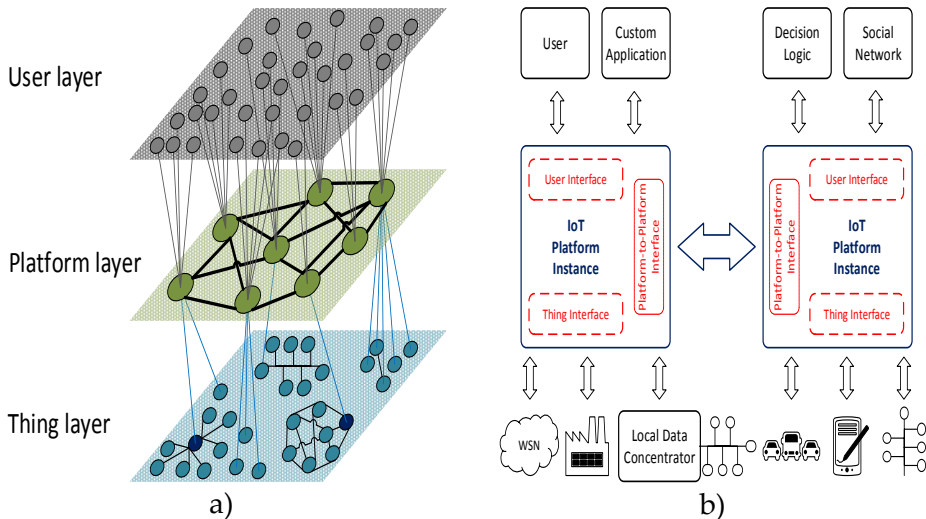 User layer
Platform layer
Thing layer
a)
User
Custom
Application
Decision
Logic
Social
Network
User Interface
IoT
Platform
Instance
Platform-to-Platform
Interface
Thing Interface
Platform-to-Platform
Interface
User Interface
IoT
Platform
Instance
Thing Interface
WSN
Local Data
Concentrator
b)